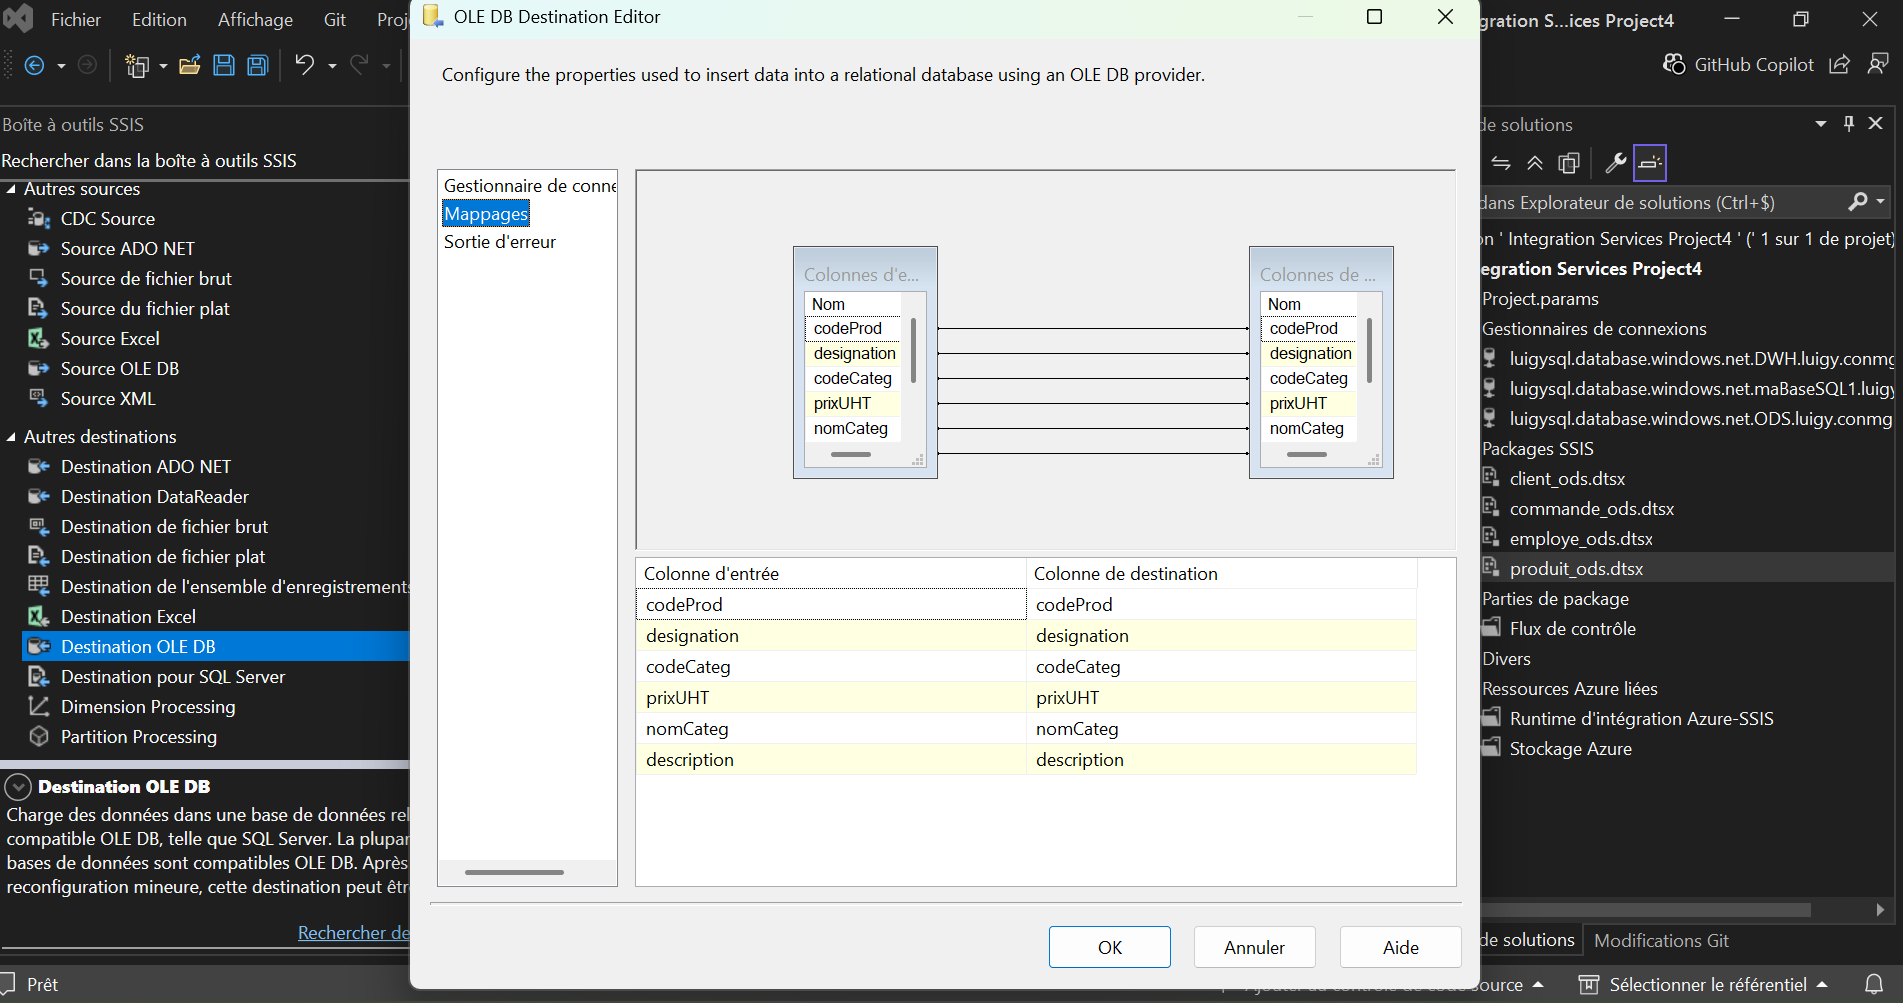 Fichier Edition Affichage Git
OLE DB Destination Editor
gration S...ices Project4
GitHub Copilot
Configure the properties used to insert data into a relational database using an OLE DB provider.
Boîte à outils SSIS
Rechercher dans la boîte à outils SSIS
Autres sources
CDC Source
Source ADO NET
Source de fichier brut
Source du fichier plat
Source Excel
Source OLE DB
Source XML
Autres destinations
Destination ADO NET
Destination DataReader
Destination de fichier brut
Destination de fichier plat
Destination de l'ensemble d'enregistrements
Destination Excel
Destination OLE DB
Destination pour SQL Server
Dimension Processing
Partition Processing
Destination OLE DB
Charge des données dans une base de données rel
compatible OLE DB, telle que SQL Server. La plupar
bases de données sont compatibles OLE DB. Après
reconfiguration mineure, cette destination peut êtr
Rechercher de
Prêt
Gestionnaire de conne
Mappages
Sortie d'erreur
Colonnes d'e...
Nom
codeProd
designation
codeCateg
prixUHT
nomCateg
Colonnes de ...
Nom
codeProd
designation
codeCateg
prixUHT
nomCateg
Colonne d'entrée Colonne de destination
codeProd codeProd
designation designation
codeCateg codeCateg
prixUHT prixUHT
nomCateg nomCateg
description description
OK Annuler Aide
de solutions
dans Explorateur de solutions (Ctrl+$)
on ' Integration Services Project4 ' (' 1 sur 1 de projet)
egration Services Project4
Project.params
Gestionnaires de connexions
luigysql.database.windows.net.DWH.luigy.conmg
luigysql.database.windows.net.maBaseSQL1.luigy
luigysql.database.windows.net.ODS.luigy.conmg
Packages SSIS
client_ods.dtsx
commande_ods.dtsx
employe_ods.dtsx
produit_ods.dtsx
Parties de package
Flux de contrôle
Divers
Ressources Azure liées
Runtime d'intégration Azure-SSIS
Stockage Azure
de solutions Modifications Git
Ajouter au contrôle de code source Sélectionner le référentiel